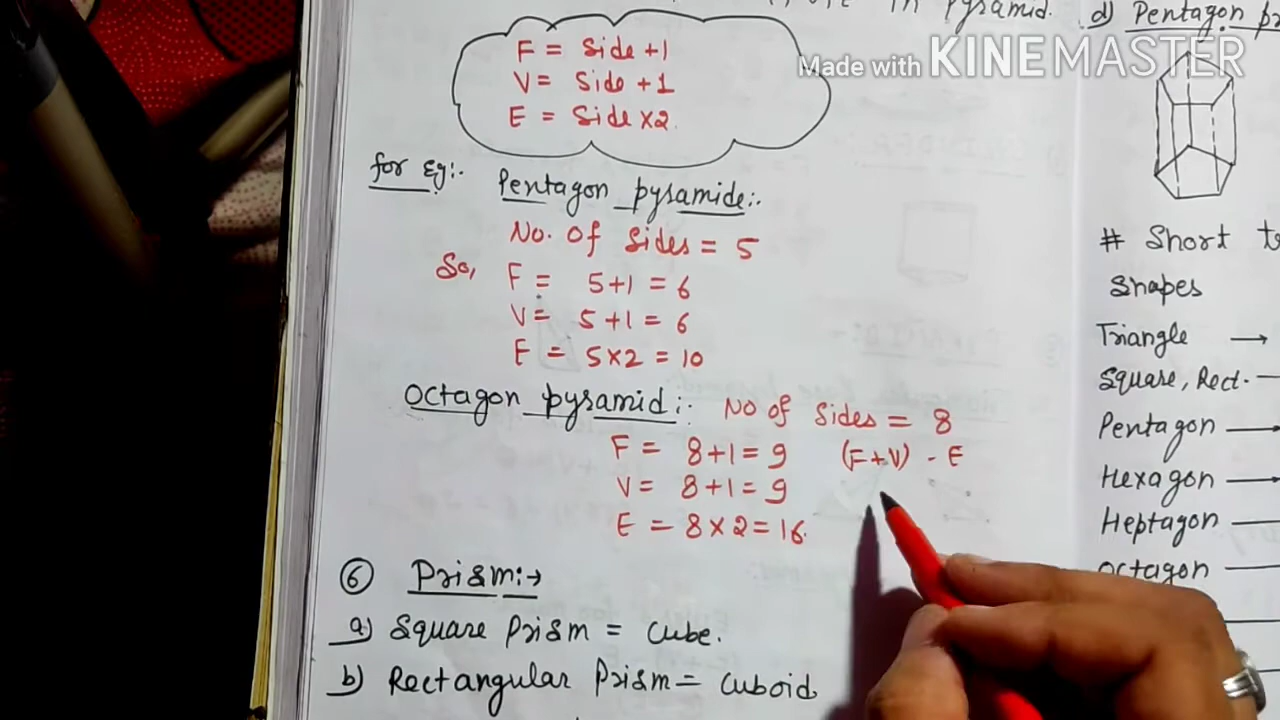 in Pyramid.
F = Side +1
V = Side +1
E = Side x2.
for Eg:-
Pentagon pyramide:-
No. of Sides = 5
So,
F = 5+1 = 6
V = 5+1 = 6
E = 5x2 = 10
Octagon pyramid:- No of Sides = 8
F = 8+1 = 9 (F+V) - E
V = 8+1 = 9
E = 8 x 2 = 16.
6 Prism:→
a) Square Prism = Cube.
b) Rectangular Prism = Cuboid
Made with KINEMASTER
d) Pentagon
# Short
Shapes
Triangle →
Square, Rect. -
Pentagon →
Hexagon →
Heptagon -
Octagon -